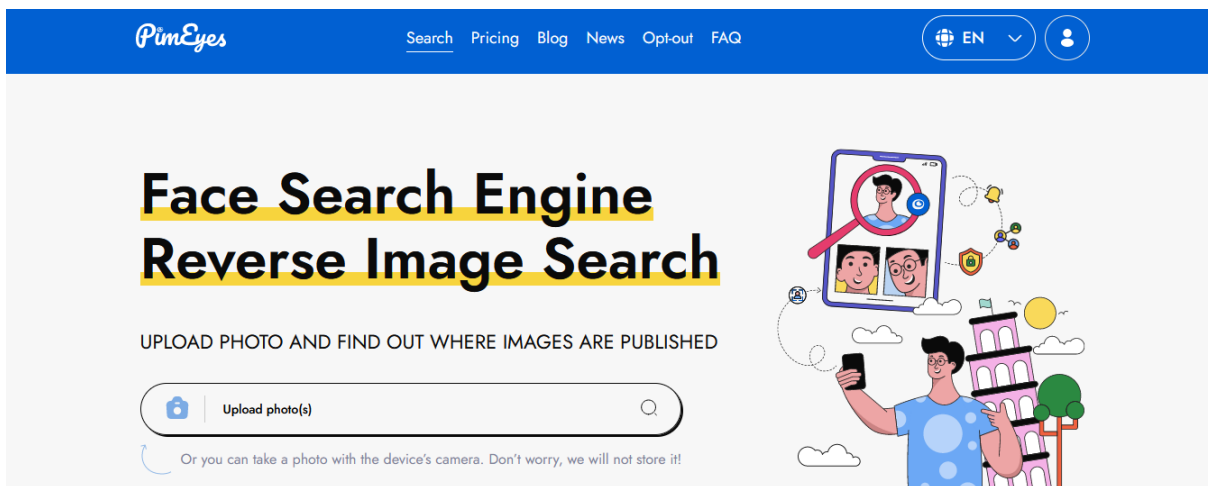 PimEyes
Search Pricing Blog News Opt-out FAQ
EN
Face Search Engine
Reverse Image Search
UPLOAD PHOTO AND FIND OUT WHERE IMAGES ARE PUBLISHED
Upload photo(s)
Or you can take a photo with the device's camera. Don't worry, we will not store it!